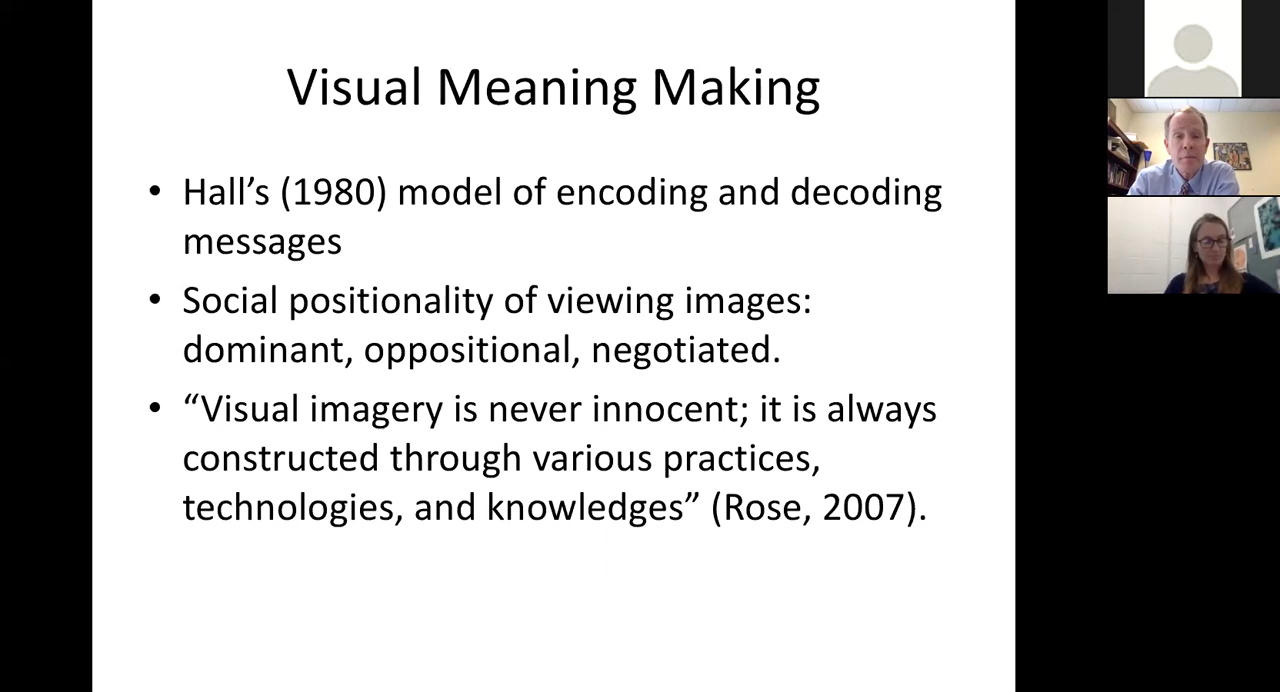 Visual Meaning Making
• Hall’s (1980) model of encoding and decoding
messages
• Social positionality of viewing images:
dominant, oppositional, negotiated.
• “Visual imagery is never innocent; it is always
constructed through various practices,
technologies, and knowledges” (Rose, 2007).